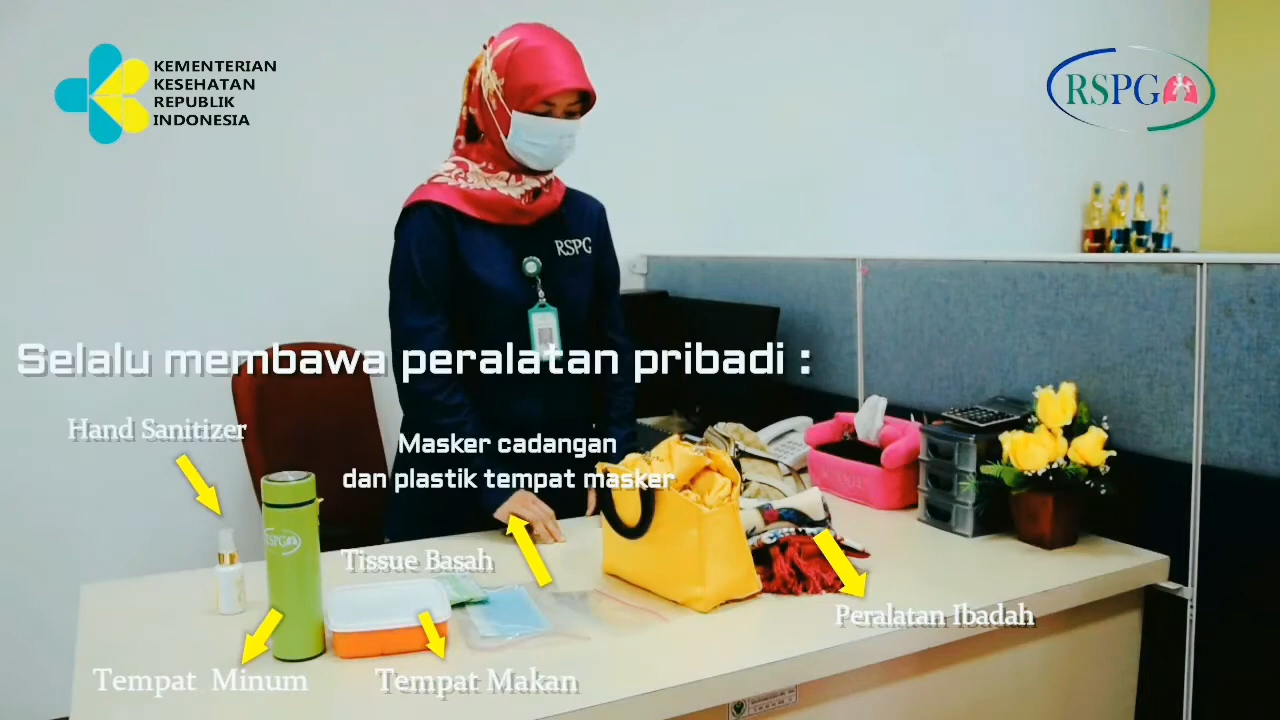 KEMENTERIAN
KESEHATAN
REPUBLIK
INDONESIA
RSPG
RSPG
Selalu membawa peralatan pribadi :
Hand Sanitizer
Masker cadangan
dan plastik tempat masker
RSPG
Tissue Basah
Peralatan Ibadah
Tempat Minum
Tempat Makan